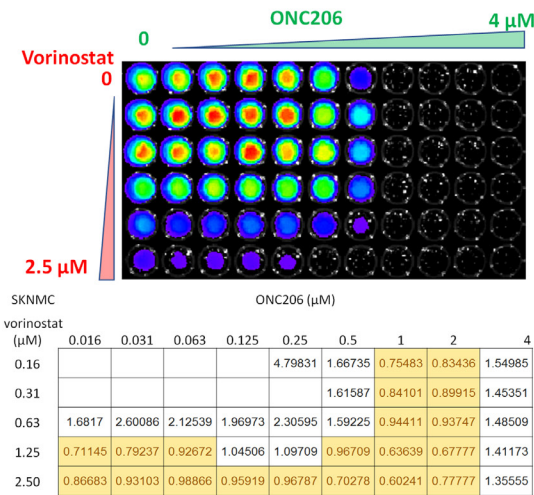 ONC206
0 4 μM
Vorinostat
0
2.5 μM
SKNMC ONC206 (μM)
vorinostat
(μM) 0.016 0.031 0.063 0.125 0.25 0.5 1 2 4
0.16 4.79831 1.66735 0.75483 0.83436 1.54985
0.31 1.61587 0.84101 0.89915 1.45351
0.63 1.6817 2.60086 2.12539 1.96973 2.30595 1.59225 0.94411 0.93747 1.48509
1.25 0.71145 0.79237 0.92672 1.04506 1.09709 0.96709 0.63639 0.67777 1.41173
2.50 0.86683 0.93103 0.98866 0.95919 0.96787 0.70278 0.60241 0.77777 1.35555